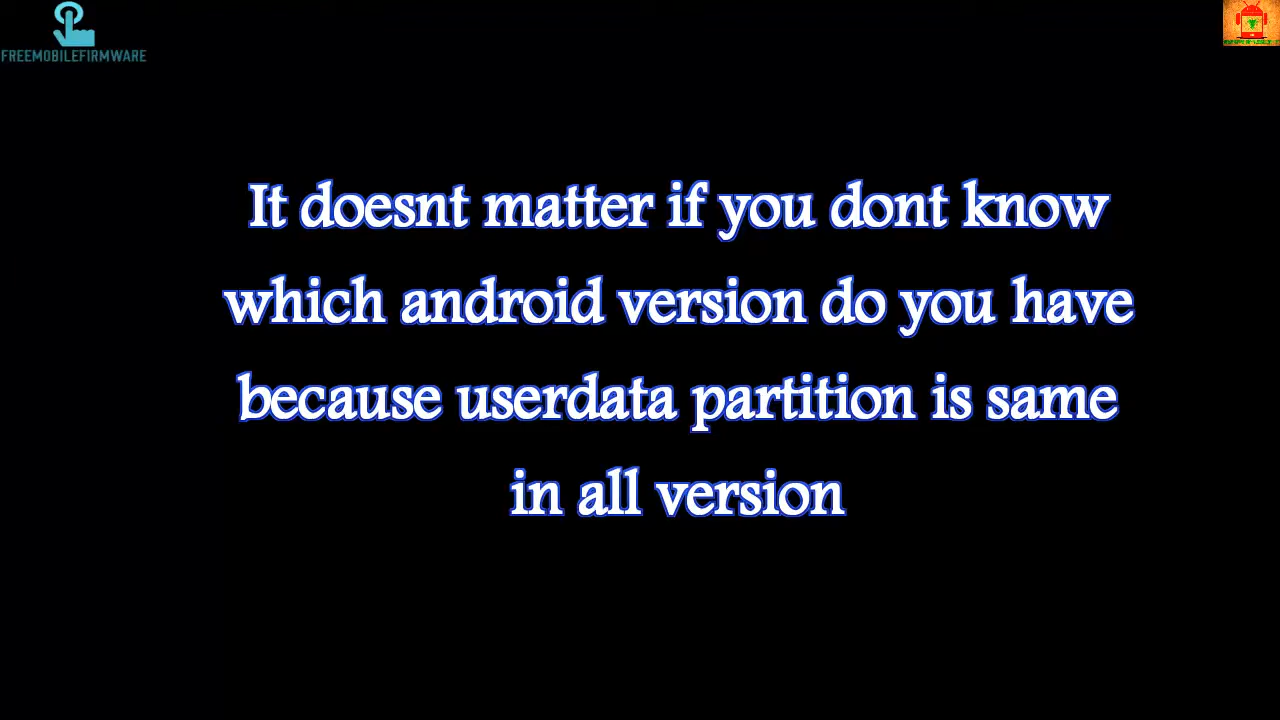 FREEMOBILEFIRMWARE
It doesnt matter if you dont know
which android version do you have
because userdata partition is same
in all version